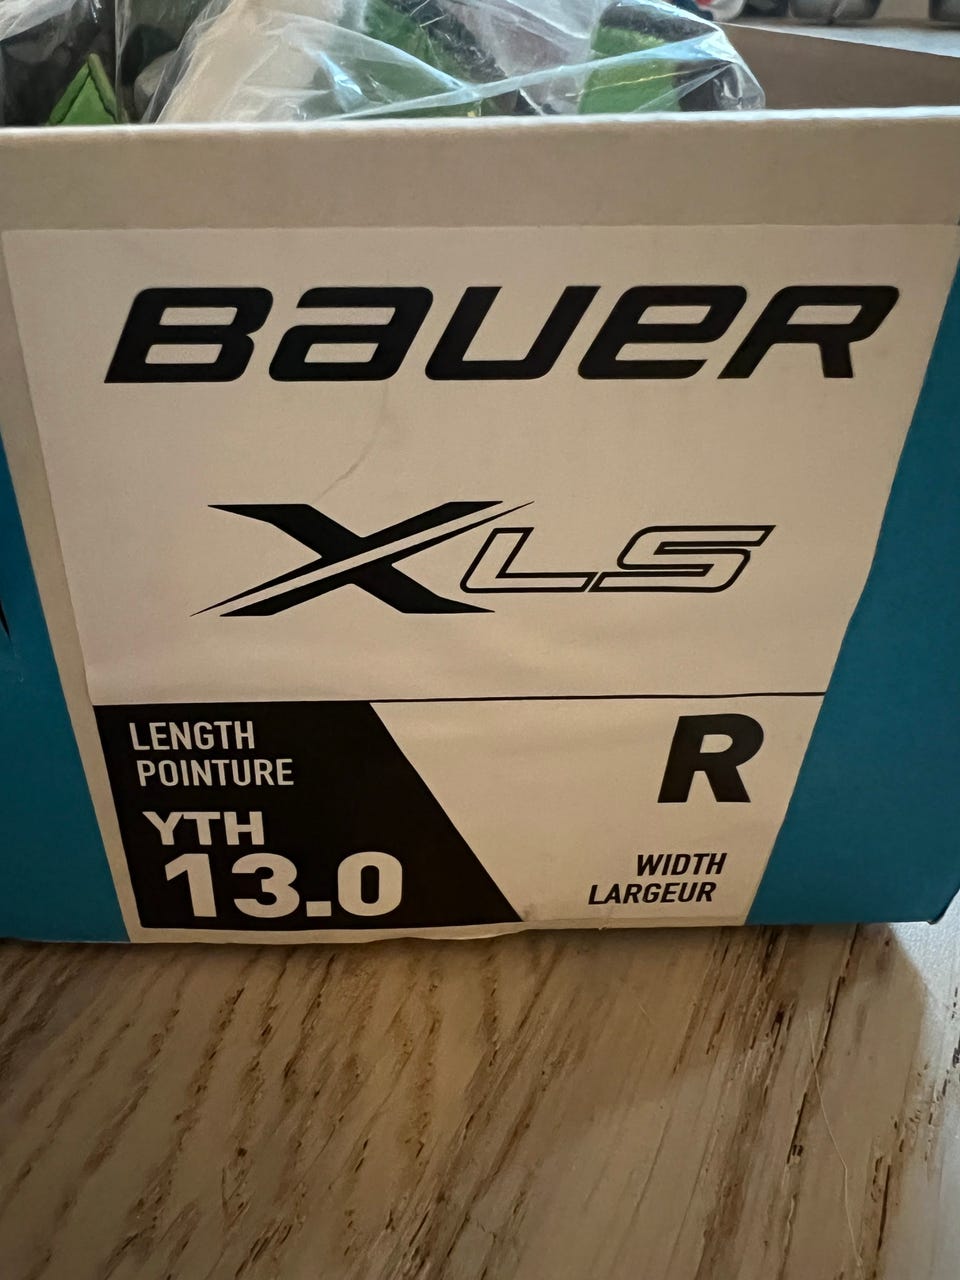 BAUER
XLS
LENGTH
POINTURE
YTH
13.0
R
WIDTH
LARGEUR